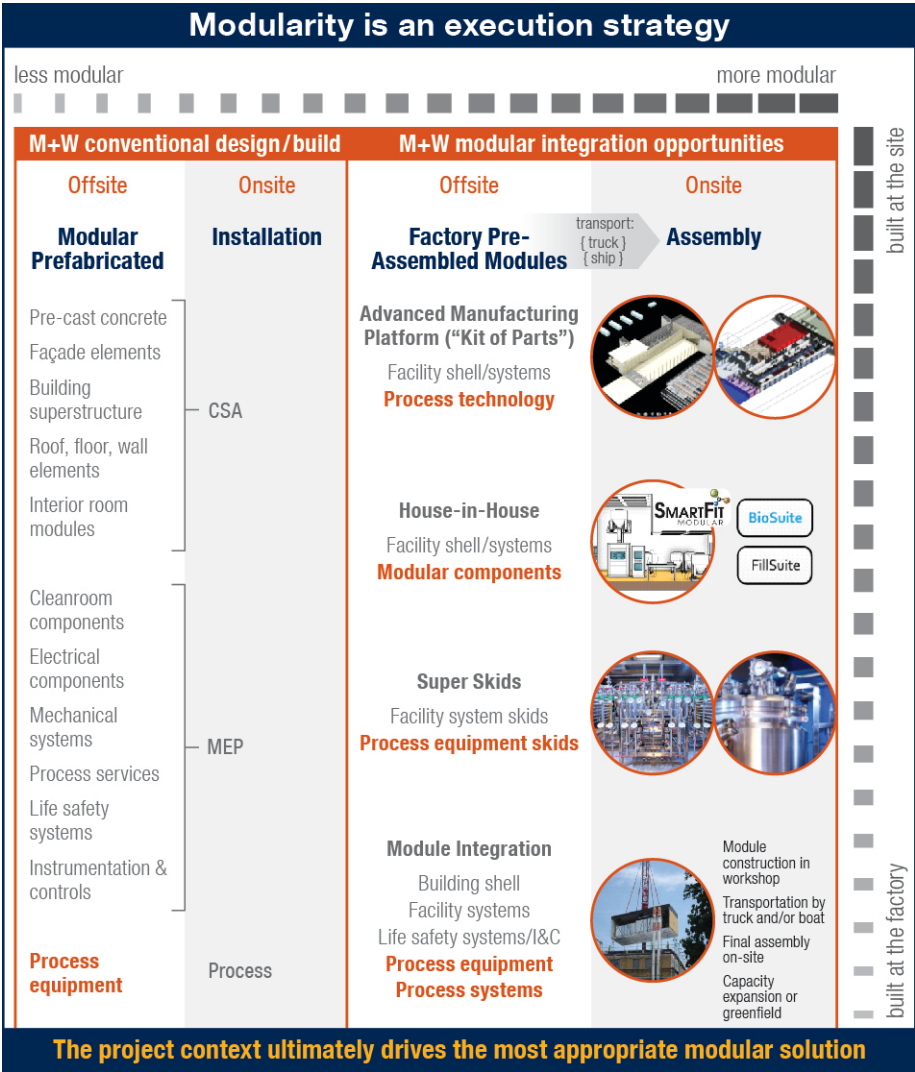 Modularity is an execution strategy
less modular
more modular
M+W conventional design/build
M+W modular integration opportunities
built at the site
Offsite
Onsite
Offsite
Onsite
Modular
Prefabricated
Installation
Factory Pre-
Assembled Modules
transport:
{ truck }
{ ship }
Assembly
Pre-cast concrete
Façade elements
Building
superstructure
Roof, floor, wall
elements
Interior room
modules
CSA
Cleanroom
components
Electrical
components
Mechanical
systems
Process services
Life safety
systems
Instrumentation &
controls
MEP
Process
equipment
Process
Advanced Manufacturing
Platform (“Kit of Parts”)
Facility shell/systems
Process technology
House-in-House
Facility shell/systems
Modular components
SMARTFIT
MODULAR
BioSuite
FillSuite
Super Skids
Facility system skids
Process equipment skids
Module Integration
Building shell
Facility systems
Life safety systems/I&C
Process equipment
Process systems
Module
construction in
workshop
Transportation by
truck and/or boat
Final assembly
on-site
Capacity
expansion or
greenfield
built at the factory
The project context ultimately drives the most appropriate modular solution